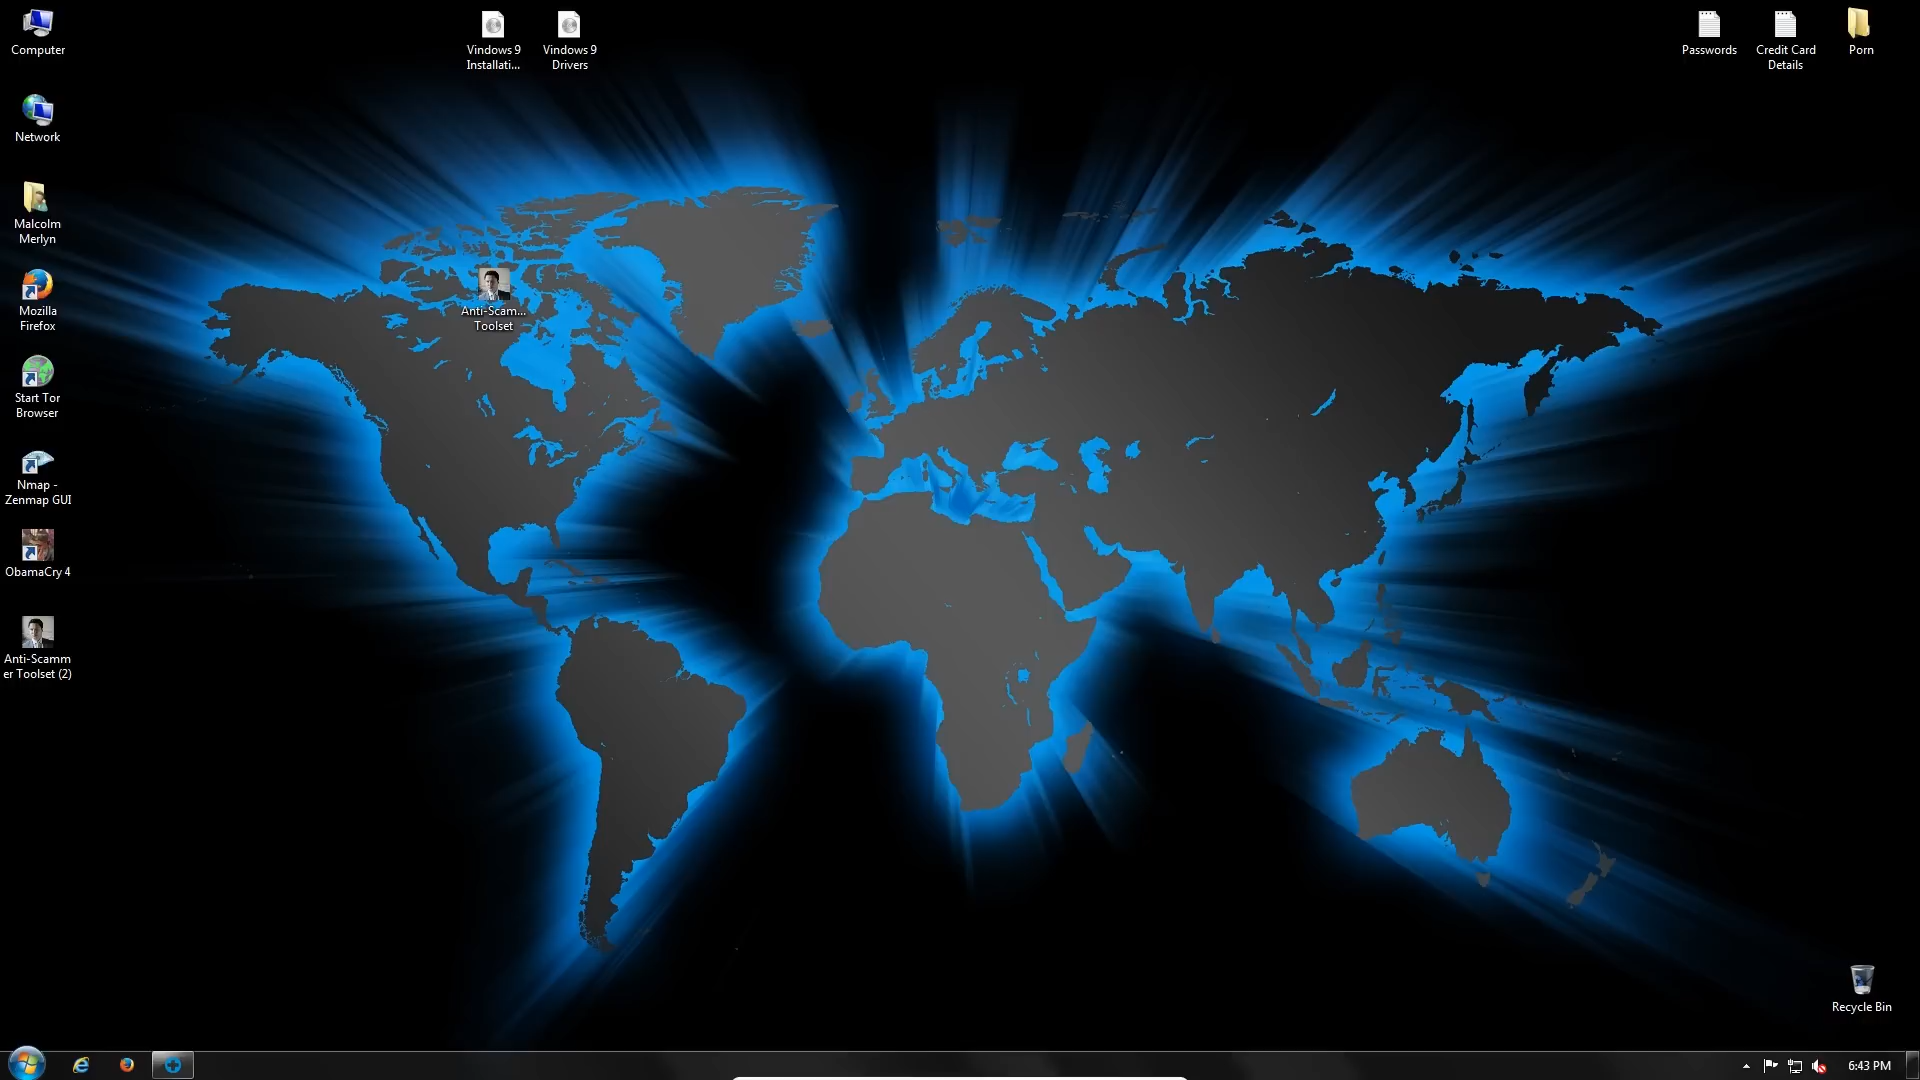 Computer
Network
Malcolm
Merlyn
Mozilla
Firefox
Start Tor
Browser
Nmap -
Zenmap GUI
ObamaCry 4
Anti-Scamm
er Toolset (2)
Vindows 9
Installati...
Vindows 9
Drivers
Anti-Scam...
Toolset
Passwords
Credit Card
Details
Porn
Recycle Bin
6:43 PM